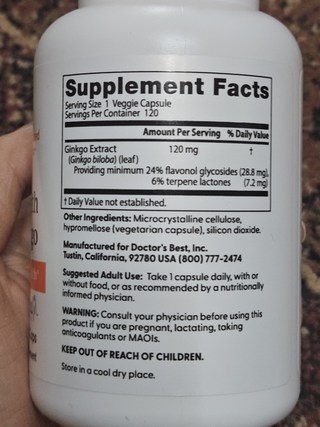 Supplement Facts
Serving Size 1 Veggie Capsule
Servings Per Container 120
Amount Per Serving % Daily Value
Ginkgo Extract 120 mg †
(Ginkgo biloba) (leaf)
Providing minimum 24% flavonol glycosides (28.8 mg),
6% terpene lactones (7.2 mg)
† Daily Value not established.
Other Ingredients: Microcrystalline cellulose,
hypromellose (vegetarian capsule), silicon dioxide.
Manufactured for Doctor's Best, Inc.
Tustin, California, 92780 USA (800) 777-2474
Suggested Adult Use: Take 1 capsule daily, with or
without food, or as recommended by a nutritionally
informed physician.
WARNING: Consult your physician before using this
product if you are pregnant, lactating, taking
anticoagulants or MAOIs.
KEEP OUT OF REACH OF CHILDREN.
Store in a cool dry place.